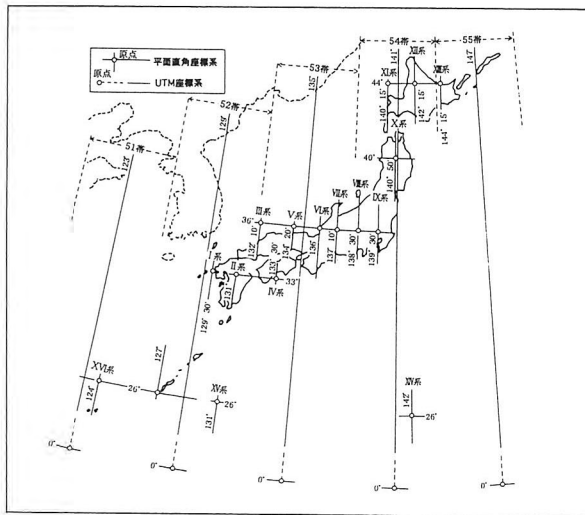 原点
平面直角座標系
原点
UTM座標系
51帯
52帯
53帯
54帯
55帯
123°
129°
135°
141°
147°
XI系
XII系
XIII系
44°
15′
15′
15′
140°
142°
144°
X系
40°
50′
140°
III系
V系
VI系
VII系
VIII系
IX系
36°
10′
20′
10′
30′
30′
132°
30′
134°
136°
137°
138°
139°
系
II系
133°
33°
131°
IV系
30′
129°
127°
XVI系
26°
124°
XV系
26°
131°
XIV系
142°
26°
0°
0°
0°
0°
0°